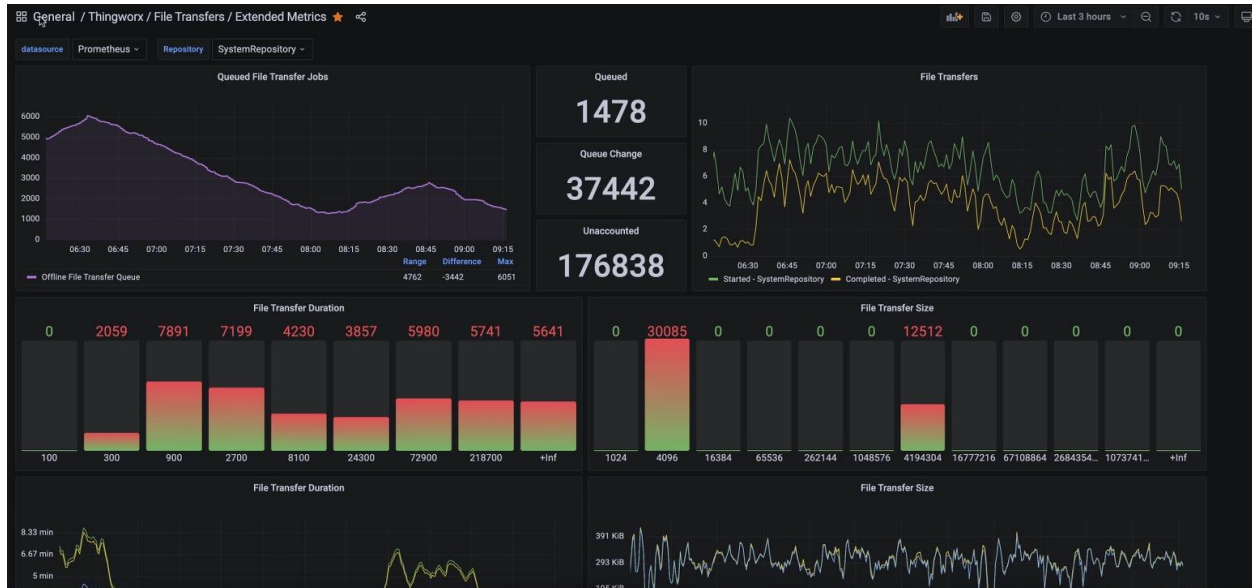 General / Thingworx / File Transfers / Extended Metrics
Last 3 hours
10s
datasource Prometheus Repository SystemRepository
Queued File Transfer Jobs
6000
5000
4000
3000
2000
1000
0
06:30 06:45 07:00 07:15 07:30 07:45 08:00 08:15 08:30 08:45 09:00 09:15
Range Difference Max
Offline File Transfer Queue 4762 -3442 6051
Queued
1478
Queue Change
37442
Unaccounted
176838
File Transfers
10
8
6
4
2
0
06:30 06:45 07:00 07:15 07:30 07:45 08:00 08:15 08:30 08:45 09:00 09:15
Started - SystemRepository Completed - SystemRepository
File Transfer Duration
0 2059 7891 7199 4230 3857 5980 5741 5641
100 300 900 2700 8100 24300 72900 218700 +Inf
File Transfer Size
0 30085 0 0 0 0 12512 0 0 0 0 0
1024 4096 16384 65536 262144 1048576 4194304 16777216 67108864 2684354... 1073741... +Inf
File Transfer Duration
8.33 min
6.67 min
5 min
File Transfer Size
391 KiB
293 KiB